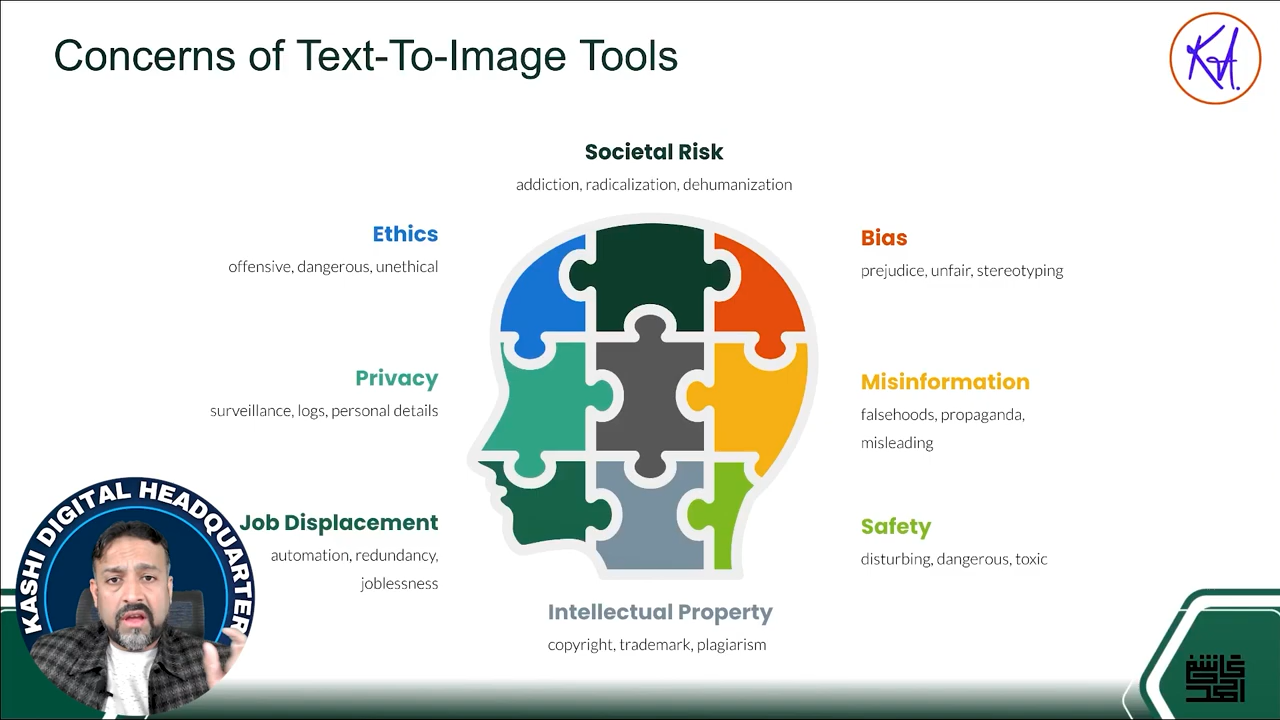 Concerns of Text-To-Image Tools
KA.
Societal Risk
addiction, radicalization, dehumanization
Ethics
offensive, dangerous, unethical
Bias
prejudice, unfair, stereotyping
Privacy
surveillance, logs, personal details
Misinformation
falsehoods, propaganda,
misleading
Job Displacement
automation, redundancy,
joblessness
Safety
disturbing, dangerous, toxic
Intellectual Property
copyright, trademark, plagiarism
KASHI DIGITAL HEADQUARTER